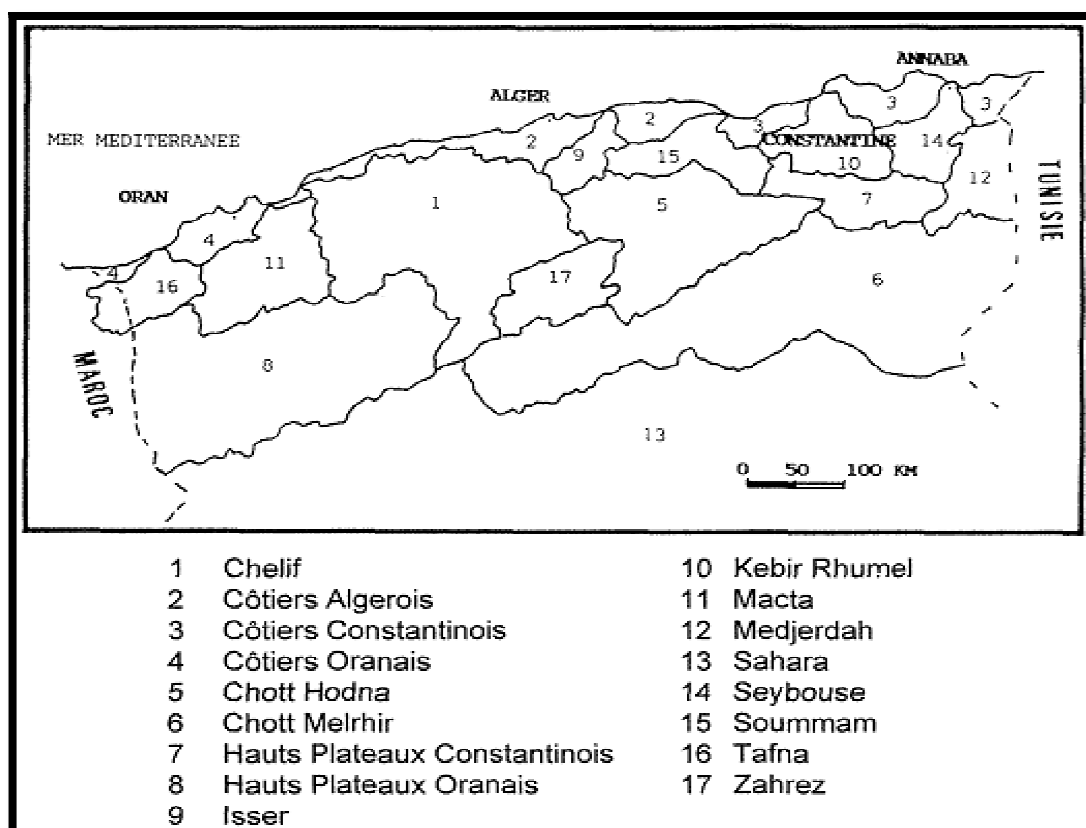 ANNABA
ALGER
3
3
2
2
3
MER MEDITERRANEE
CONSTANTINE
14
9
15
10
12
TUNISIE
ORAN
1
5
7
4
11
4
16
17
6
8
MAROC
13
0 50 100 KM
1 Chelif
2 Côtiers Algerois
3 Côtiers Constantinois
4 Côtiers Oranais
5 Chott Hodna
6 Chott Melrhir
7 Hauts Plateaux Constantinois
8 Hauts Plateaux Oranais
9 Isser
10 Kebir Rhumel
11 Macta
12 Medjerdah
13 Sahara
14 Seybouse
15 Soummam
16 Tafna
17 Zahrez